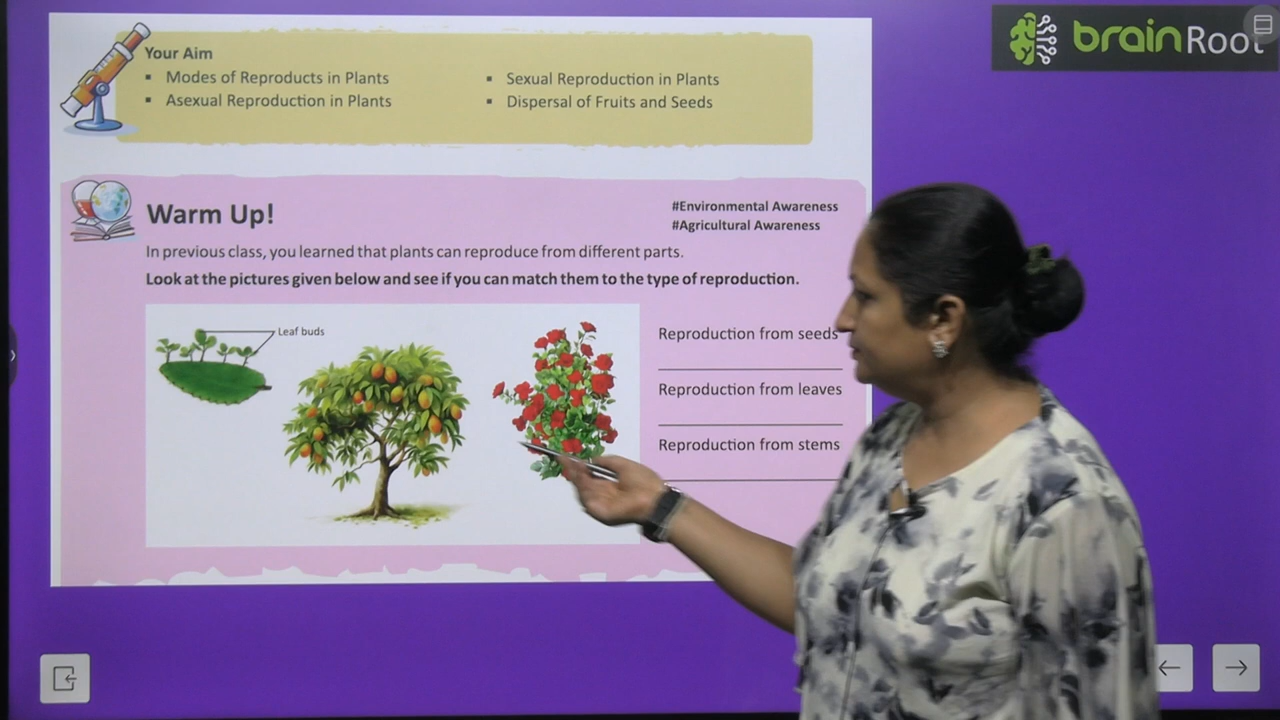 brainRoot
Your Aim
▪ Modes of Reproducts in Plants
▪ Asexual Reproduction in Plants
▪ Sexual Reproduction in Plants
▪ Dispersal of Fruits and Seeds
Warm Up!
#Environmental Awareness
#Agricultural Awareness
In previous class, you learned that plants can reproduce from different parts.
Look at the pictures given below and see if you can match them to the type of reproduction.
Leaf buds
Reproduction from seeds
Reproduction from leaves
Reproduction from stems